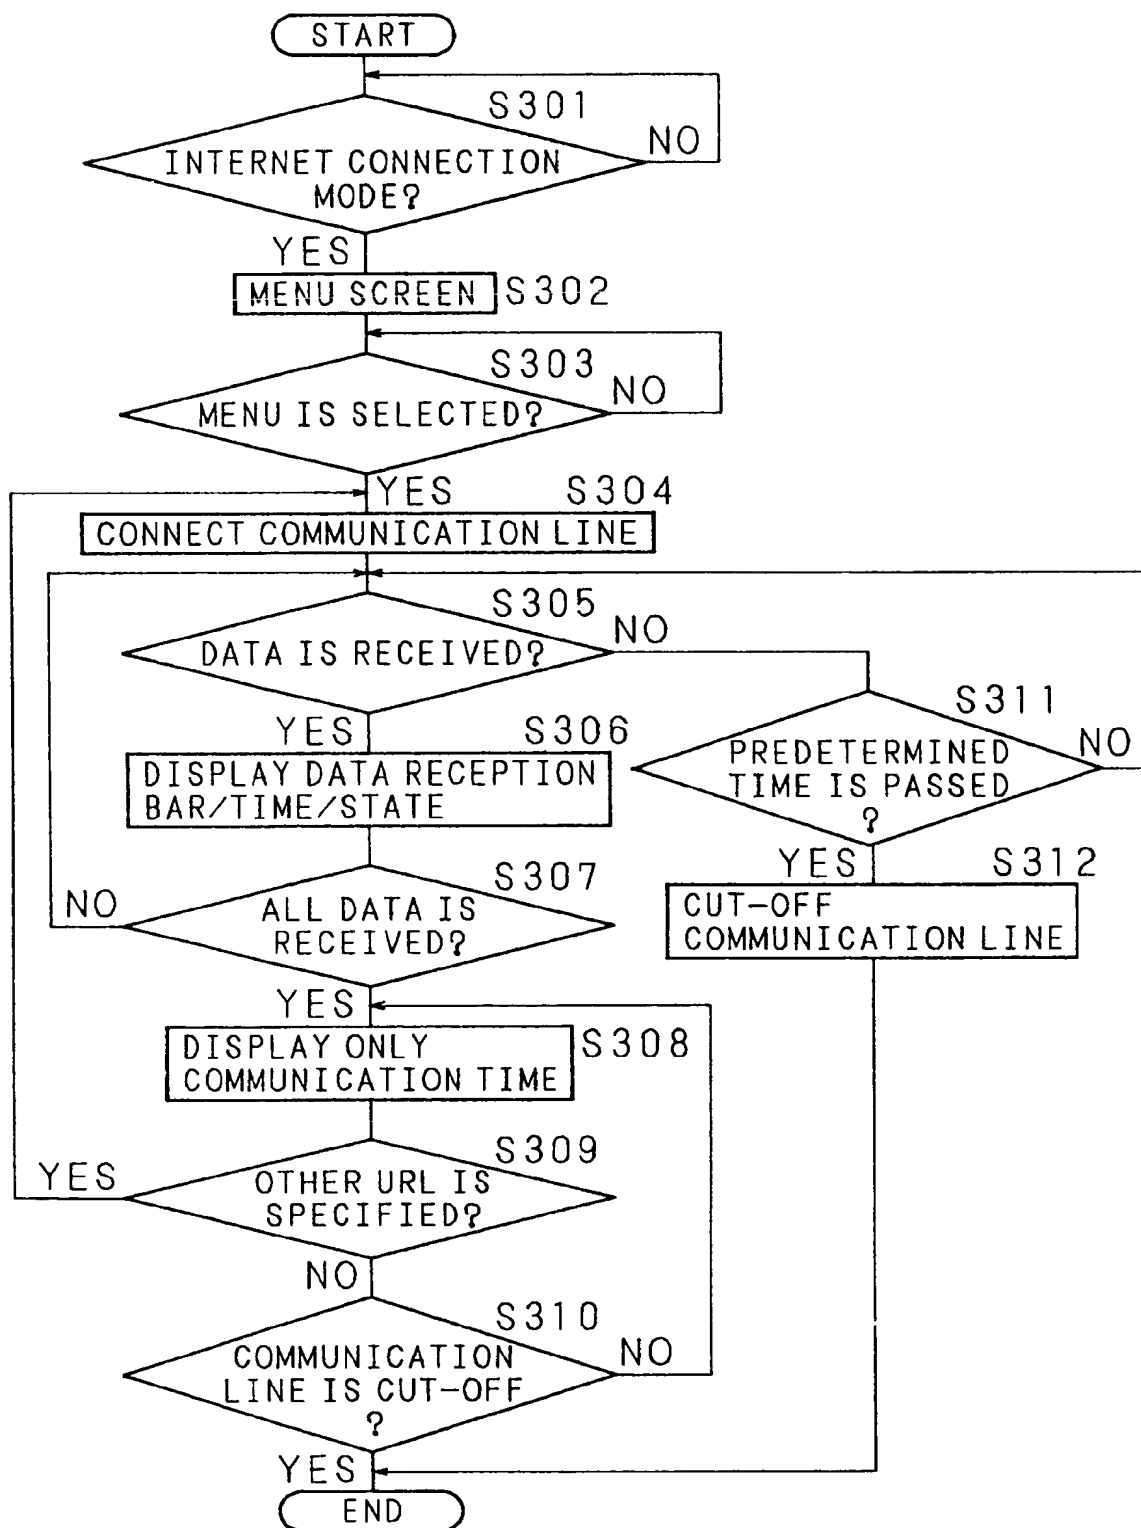 START
S301
NO
INTERNET CONNECTION
MODE?
YES
MENU SCREEN
S302
S303
NO
MENU IS SELECTED?
YES
S304
CONNECT COMMUNICATION LINE
S305
NO
DATA IS RECEIVED?
YES
S306
DISPLAY DATA RECEPTION
BAR/TIME/STATE
S311
NO
PREDETERMINED
TIME IS PASSED
?
YES
S312
CUT-OFF
COMMUNICATION LINE
S307
NO
ALL DATA IS
RECEIVED?
YES
DISPLAY ONLY
COMMUNICATION TIME
S308
S309
YES
OTHER URL IS
SPECIFIED?
NO
S310
NO
COMMUNICATION
LINE IS CUT-OFF
?
YES
END